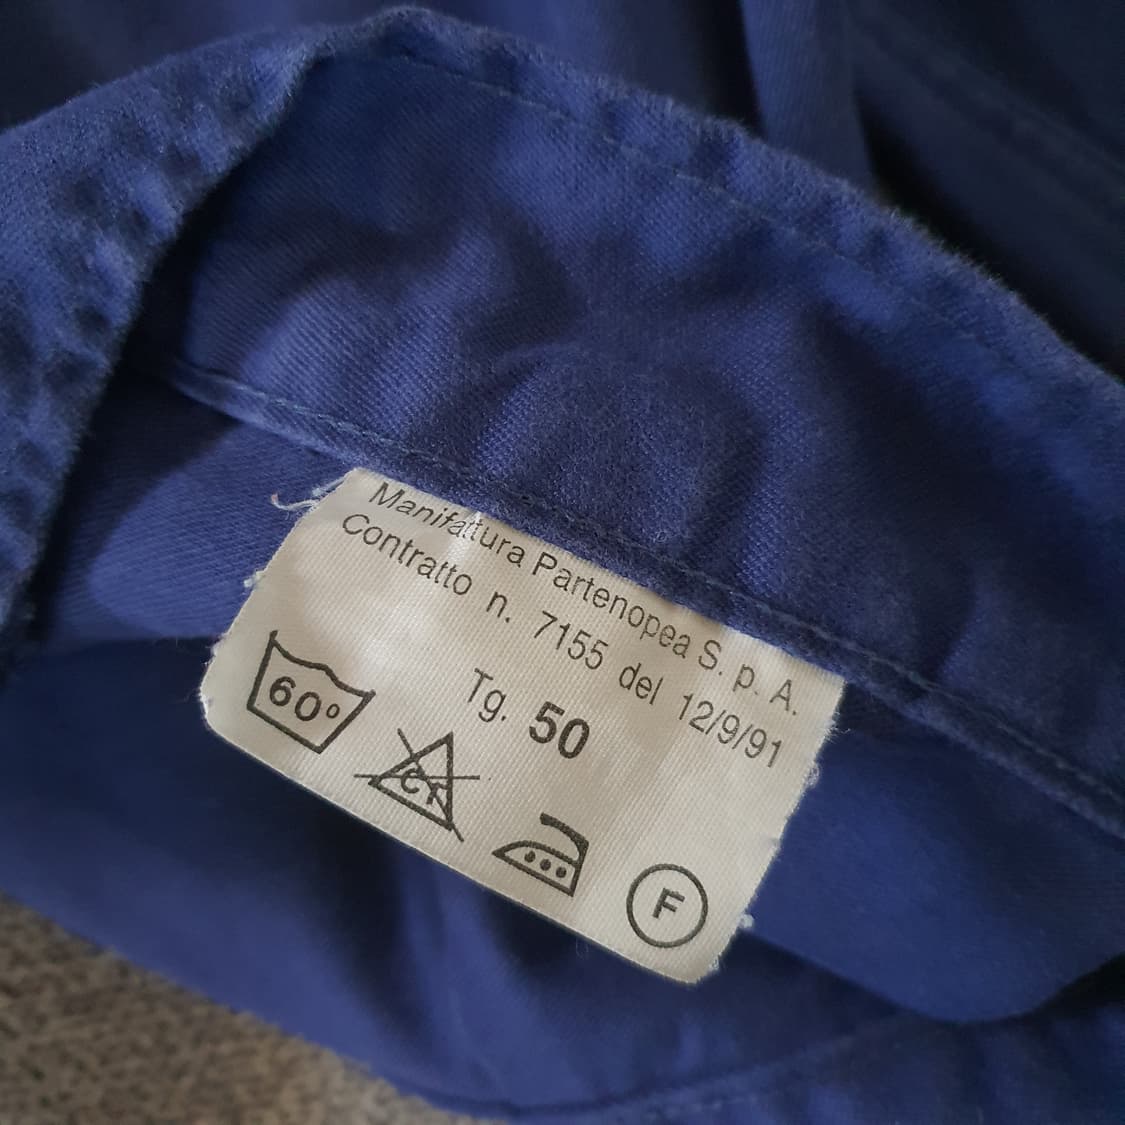 Manifattura Partenopea S. p. A.
Contratto n. 7155 del 12/9/91
Tg. 50
60°
CL
F